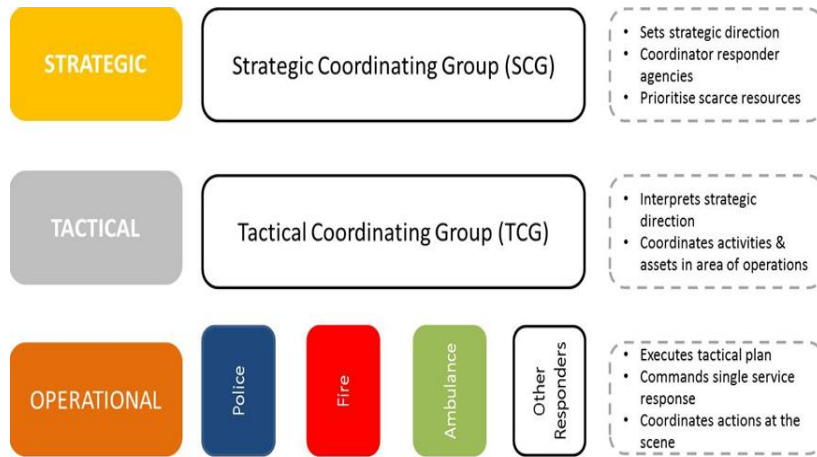 STRATEGIC
Strategic Coordinating Group (SCG)
• Sets strategic direction
• Coordinator responder
agencies
• Prioritise scarce resources
TACTICAL
Tactical Coordinating Group (TCG)
• Interprets strategic
direction
• Coordinates activities &
assets in area of operations
OPERATIONAL
Police
Fire
Ambulance
Other
Responders
• Executes tactical plan
• Commands single service
response
• Coordinates actions at the
scene